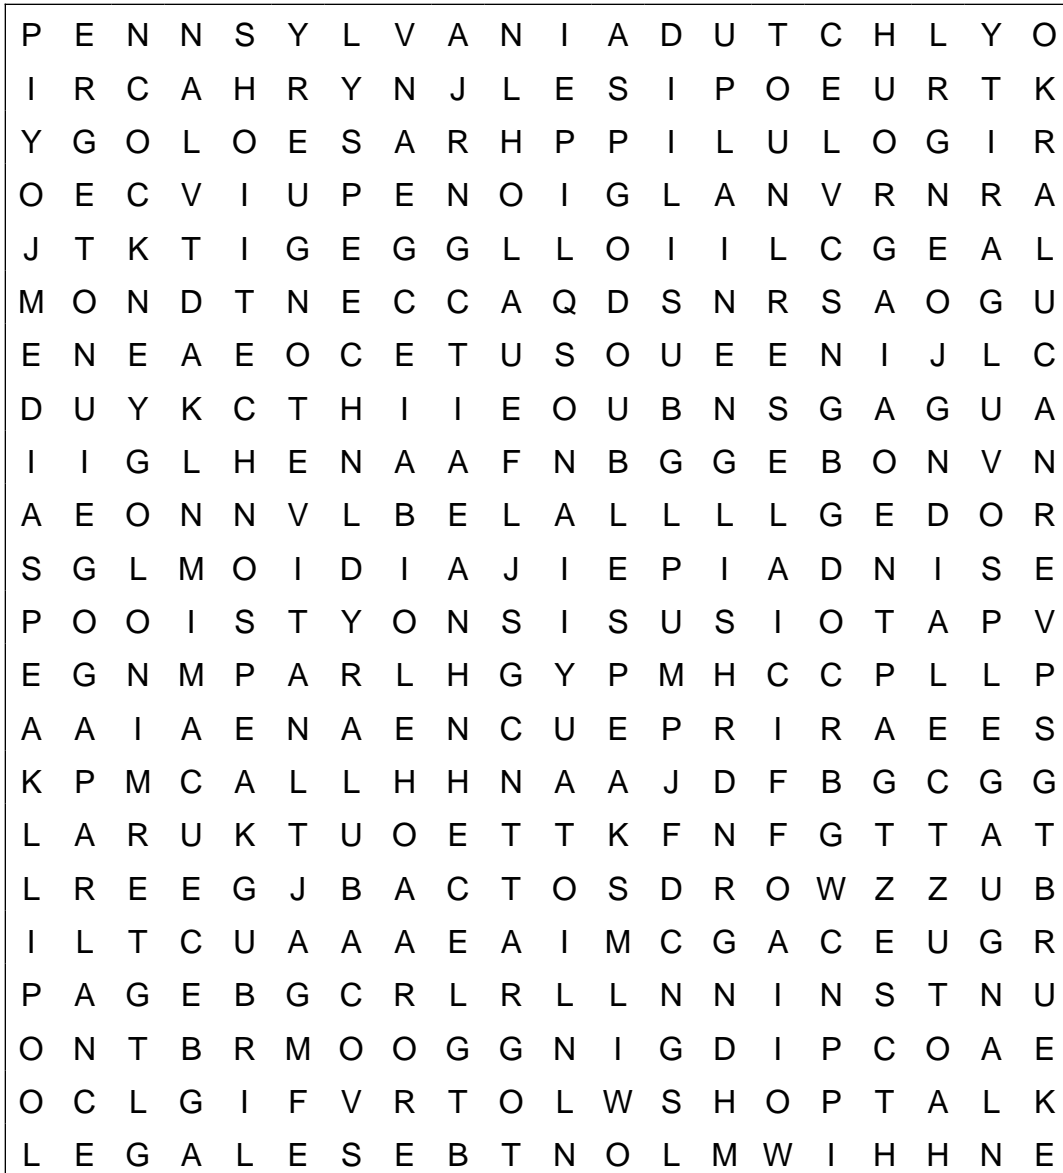 P E N N S Y L V A N I A D U T C H L Y O
I R C A H R Y N J L E S I P O E U R T K
Y G O L O E S A R H P P I L U L O G I R
O E C V I U P E N O I G L A N V R N R A
J T K T I G E G G L L O I I L C G E A L
M O N D T N E C C A Q D S N R S A O G U
E N E A E O C E T U S O U E E N I J L C
D U Y K C T H I I E O U B N S G A G U A
I I G L H E N A A F N B G G E B O N V N
A E O N N V L B E L A L L L L G E D O R
S G L M O I D I A J I E P I A D N I S E
P O O I S T Y O N S I S U S I O T A P V
E G N M P A R L H G Y P M H C C P L L P
A A I A E N A E N C U E P R I R A E E S
K P M C A L L H H N A A J D F B G C G G
L A R U K T U O E T T K F N F G T T A T
L R E E G J B A C T O S D R O W Z Z U B
I L T C U A A A E A I M C G A C E U G R
P A G E B G C R L R L L N N I N S T N U
O N T B R M O O G G N I G D I P C O A E
O C L G I F V R T O L W S H O P T A L K
L E G A L E S E B T N O L M W I H H N E